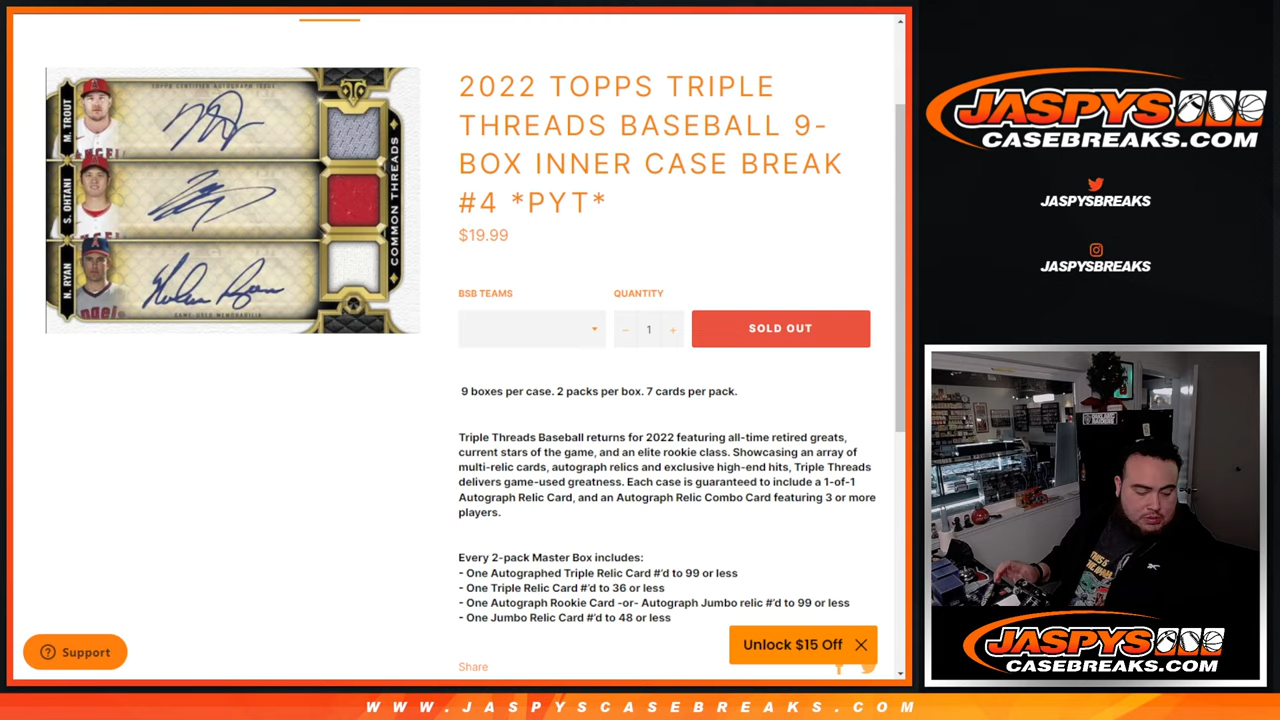 TOPPS CERTIFIED AUTOGRAPH ISSUE
M. TROUT
S. OHTANI
N. RYAN
COMMON THREADS
GAME-USED MEMORABILIA
2022 TOPPS TRIPLE
THREADS BASEBALL 9-
BOX INNER CASE BREAK
#4 *PYT*
$19.99
BSB TEAMS
QUANTITY
− 1 +
SOLD OUT
9 boxes per case. 2 packs per box. 7 cards per pack.
Triple Threads Baseball returns for 2022 featuring all-time retired greats,
current stars of the game, and an elite rookie class. Showcasing an array of
multi-relic cards, autograph relics and exclusive high-end hits, Triple Threads
delivers game-used greatness. Each case is guaranteed to include a 1-of-1
Autograph Relic Card, and an Autograph Relic Combo Card featuring 3 or more
players.
Every 2-pack Master Box includes:
- One Autographed Triple Relic Card #'d to 99 or less
- One Triple Relic Card #'d to 36 or less
- One Autograph Rookie Card -or- Autograph Jumbo relic #'d to 99 or less
- One Jumbo Relic Card #'d to 48 or less
Share
Support
Unlock $15 Off
JASPYS
CASEBREAKS.COM
JASPYSBREAKS
JASPYSBREAKS
JASPYS
CASEBREAKS.COM
WWW.JASPYSCASEBREAKS.COM